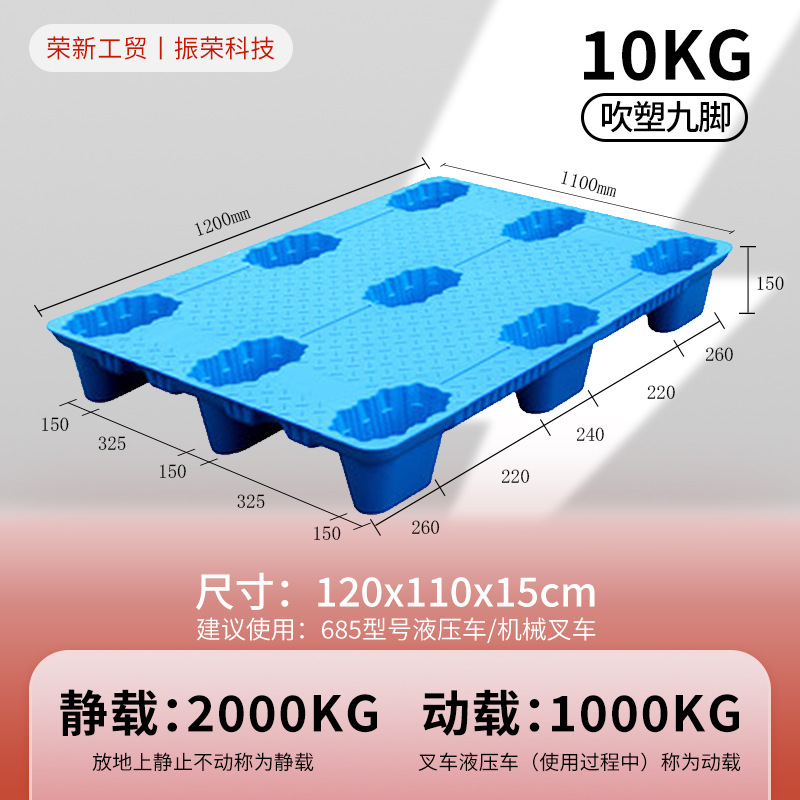 荣新工贸丨振荣科技
10KG
吹塑九脚
1200mm
1100mm
150
260
220
240
220
260
150
325
150
325
150
尺寸：120x110x15cm
建议使用：685型号液压车/机械叉车
静载:2000KG
放地上静止不动称为静载
动载:1000KG
叉车液压车（使用过程中）称为动载